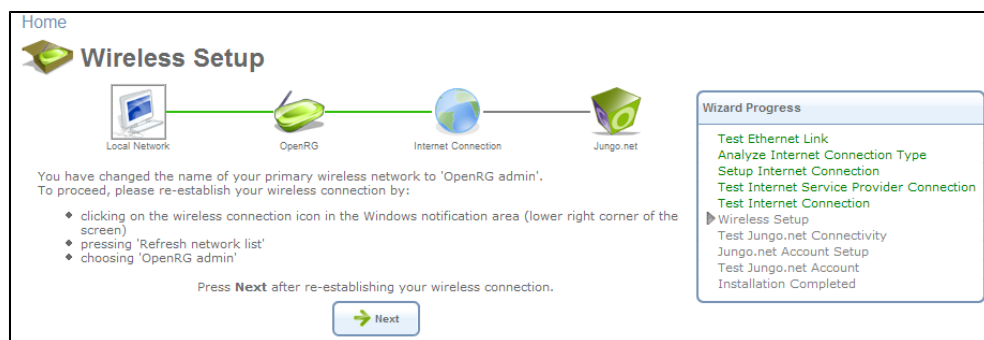 Home
Wireless Setup
Local Network
OpenRG
Internet Connection
Jungo.net
You have changed the name of your primary wireless network to 'OpenRG admin'.
To proceed, please re-establish your wireless connection by:
clicking on the wireless connection icon in the Windows notification area (lower right corner of the
screen)
pressing 'Refresh network list'
choosing 'OpenRG admin'
Press Next after re-establishing your wireless connection.
Next
Wizard Progress
Test Ethernet Link
Analyze Internet Connection Type
Setup Internet Connection
Test Internet Service Provider Connection
Test Internet Connection
Wireless Setup
Test Jungo.net Connectivity
Jungo.net Account Setup
Test Jungo.net Account
Installation Completed